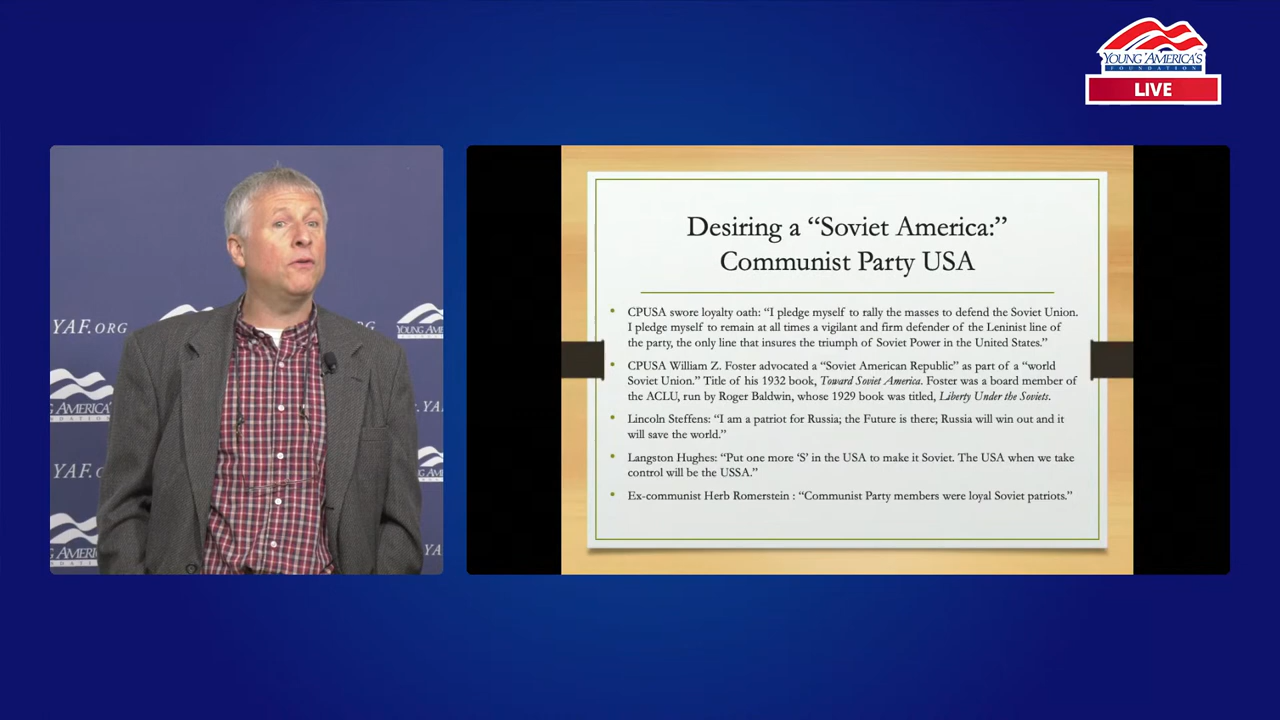 YOUNG AMERICA'S
FOUNDATION
LIVE
YAF.ORG
YOUNG AMERICA'S
Desiring a “Soviet America:”
Communist Party USA
• CPUSA swore loyalty oath: “I pledge myself to rally the masses to defend the Soviet Union.
I pledge myself to remain at all times a vigilant and firm defender of the Leninist line of
the party, the only line that insures the triumph of Soviet Power in the United States.”
• CPUSA William Z. Foster advocated a “Soviet American Republic” as part of a “world
Soviet Union.” Title of his 1932 book, Toward Soviet America. Foster was a board member of
the ACLU, run by Roger Baldwin, whose 1929 book was titled, Liberty Under the Soviets.
• Lincoln Steffens: “I am a patriot for Russia; the Future is there; Russia will win out and it
will save the world.”
• Langston Hughes: “Put one more ‘S’ in the USA to make it Soviet. The USA when we take
control will be the USSA.”
• Ex-communist Herb Romerstein : “Communist Party members were loyal Soviet patriots.”